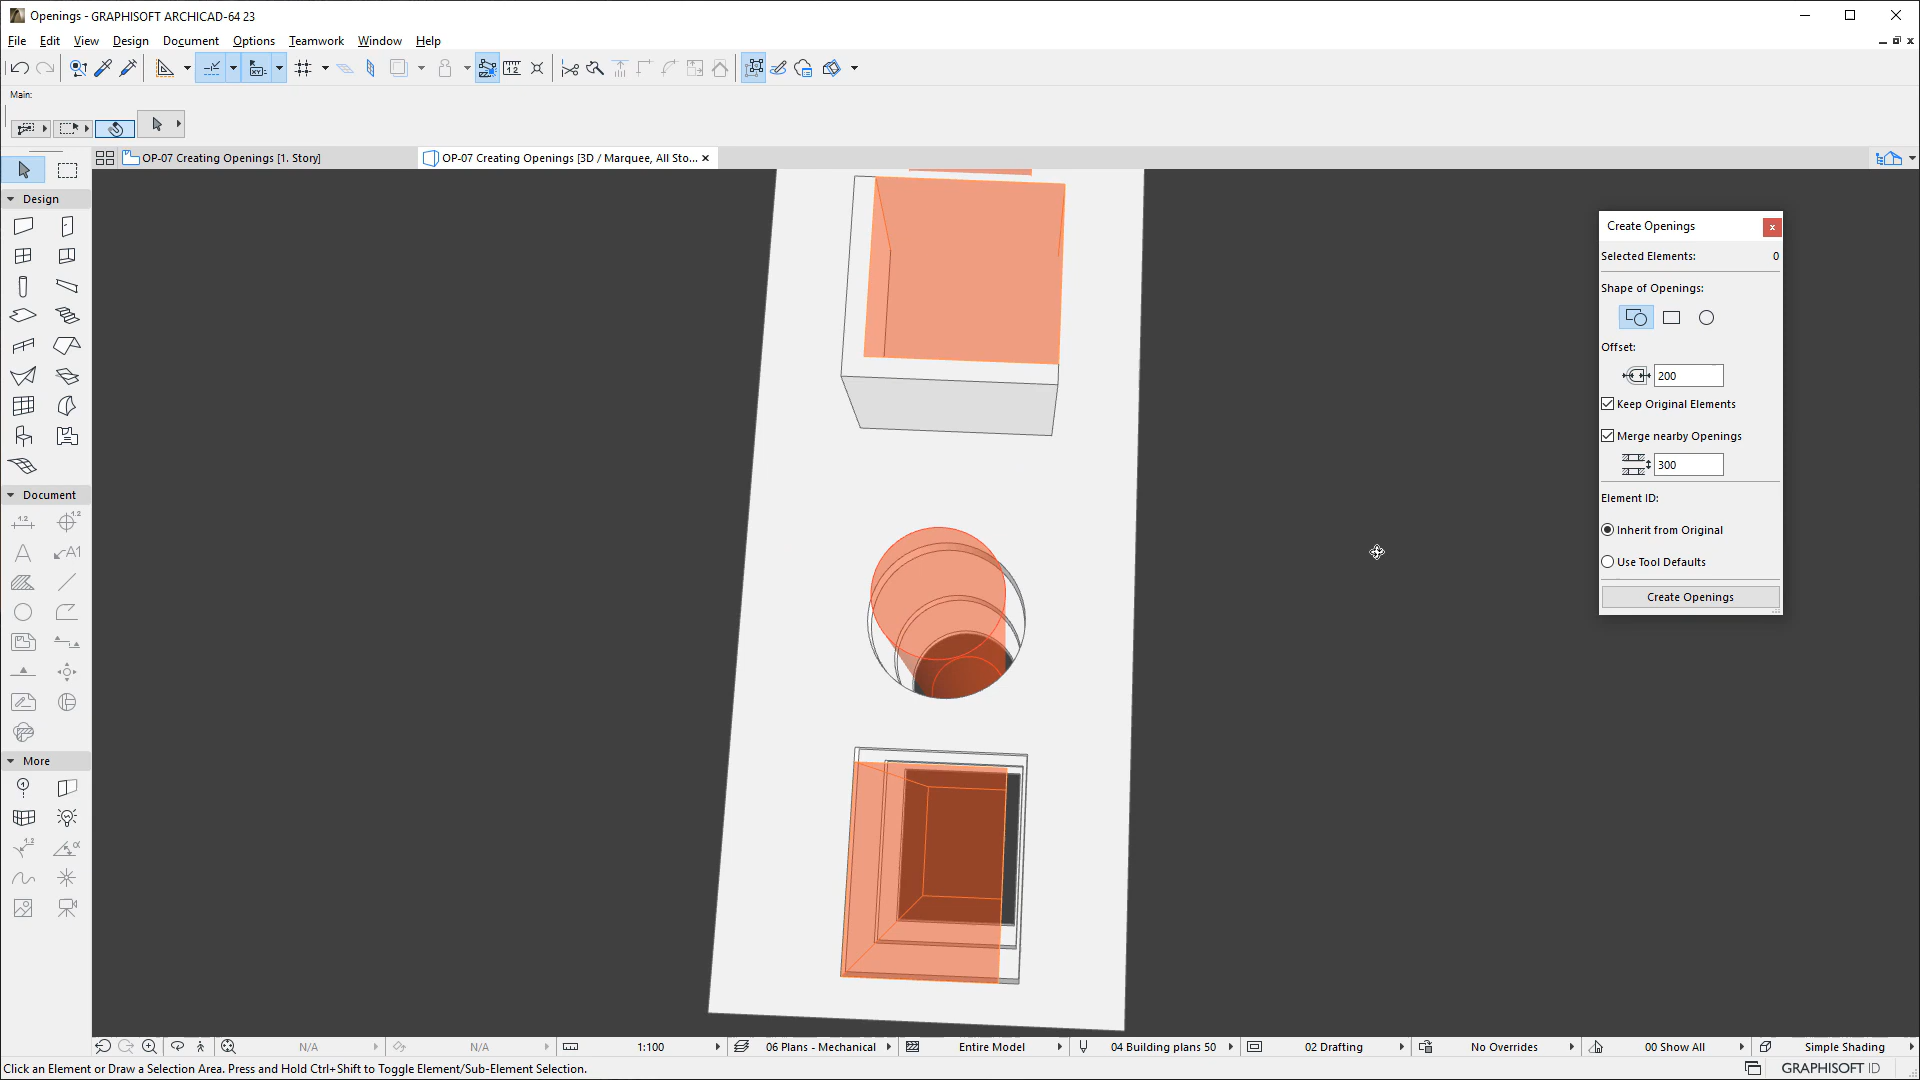 Openings - GRAPHISOFT ARCHICAD-64 23
File Edit View Design Document Options Teamwork Window Help
Main:
OP-07 Creating Openings [1. Story]
OP-07 Creating Openings [3D / Marquee, All Sto...
Design
Document
More
Create Openings
Selected Elements: 0
Shape of Openings:
Offset:
200
Keep Original Elements
Merge nearby Openings
300
Element ID:
Inherit from Original
Use Tool Defaults
Create Openings
N/A N/A 1:100 06 Plans - Mechanical Entire Model 04 Building plans 50 02 Drafting No Overrides 00 Show All Simple Shading
Click an Element or Draw a Selection Area. Press and Hold Ctrl+Shift to Toggle Element/Sub-Element Selection.
GRAPHISOFT ID